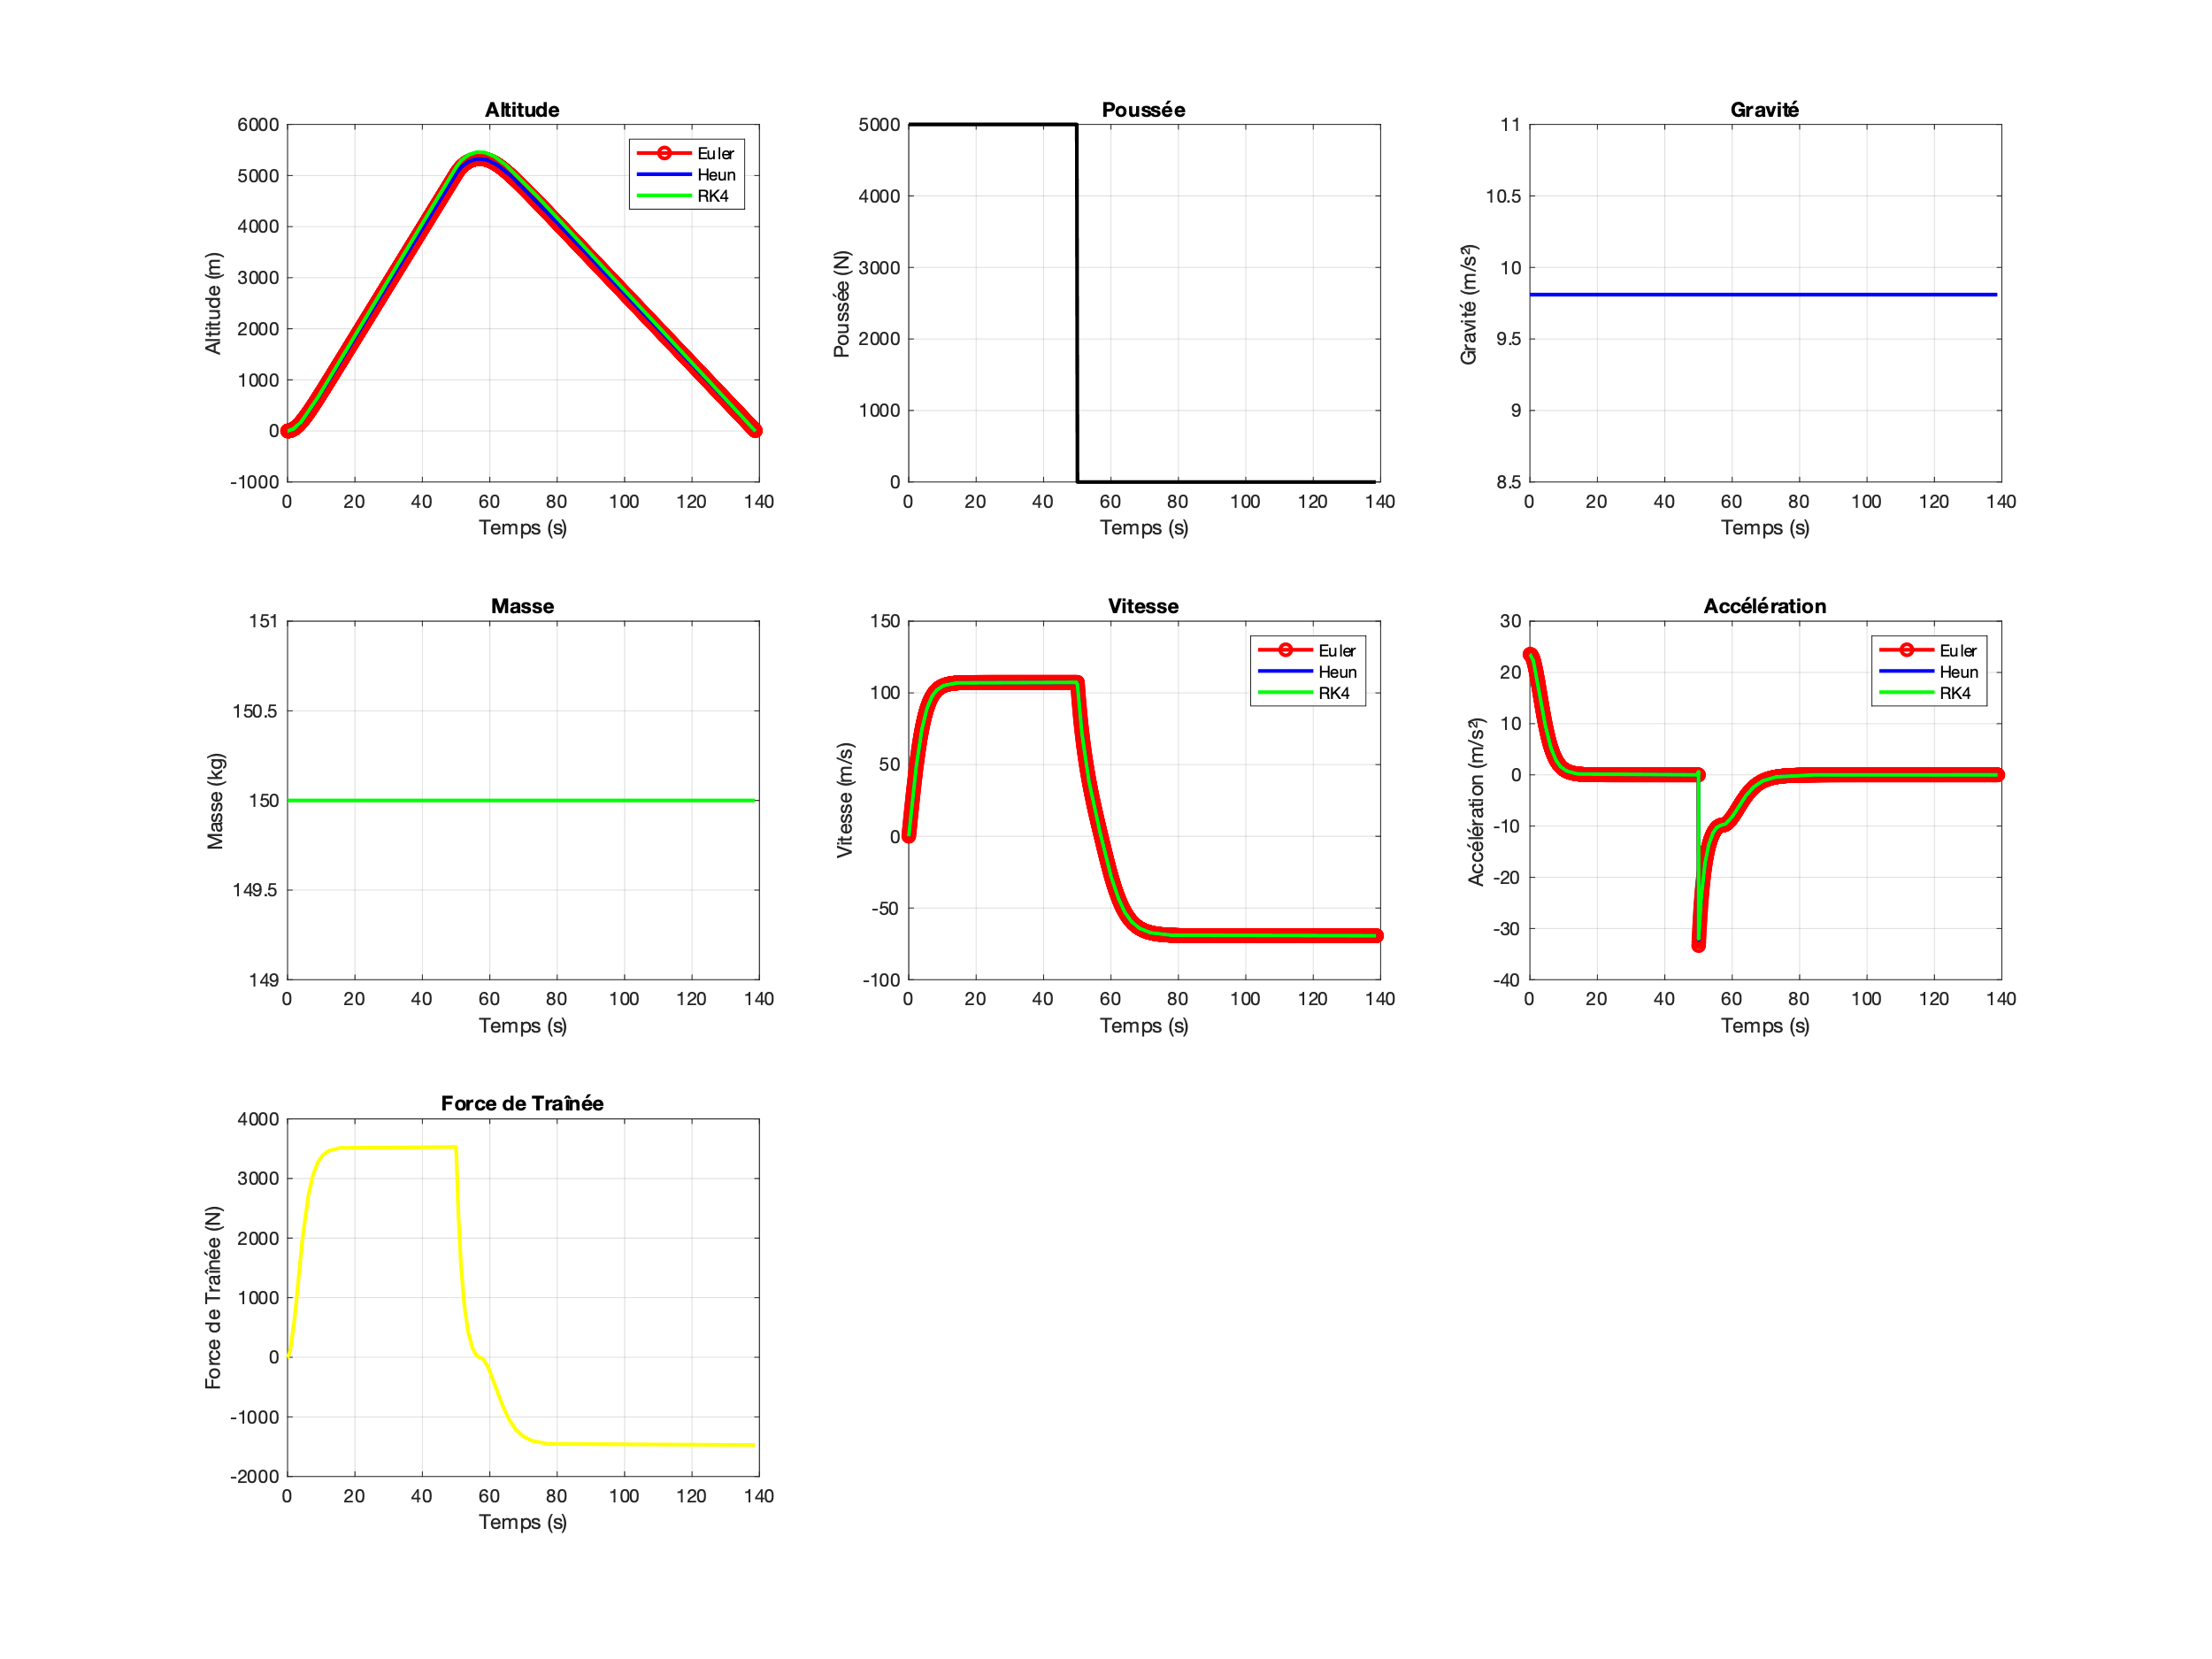 Altitude
6000
5000
4000
3000
2000
1000
0
-1000
Altitude (m)
0 20 40 60 80 100 120 140
Temps (s)
Euler
Heun
RK4
Poussée
5000
4000
3000
2000
1000
0
Poussée (N)
0 20 40 60 80 100 120 140
Temps (s)
Gravité
11
10.5
10
9.5
9
8.5
Gravité (m/s²)
0 20 40 60 80 100 120 140
Temps (s)
Masse
151
150.5
150
149.5
149
Masse (kg)
0 20 40 60 80 100 120 140
Temps (s)
Vitesse
150
100
50
0
-50
-100
Vitesse (m/s)
0 20 40 60 80 100 120 140
Temps (s)
Euler
Heun
RK4
Accélération
30
20
10
0
-10
-20
-30
-40
Accélération (m/s²)
0 20 40 60 80 100 120 140
Temps (s)
Euler
Heun
RK4
Force de Traînée
4000
3000
2000
1000
0
-1000
-2000
Force de Traînée (N)
0 20 40 60 80 100 120 140
Temps (s)